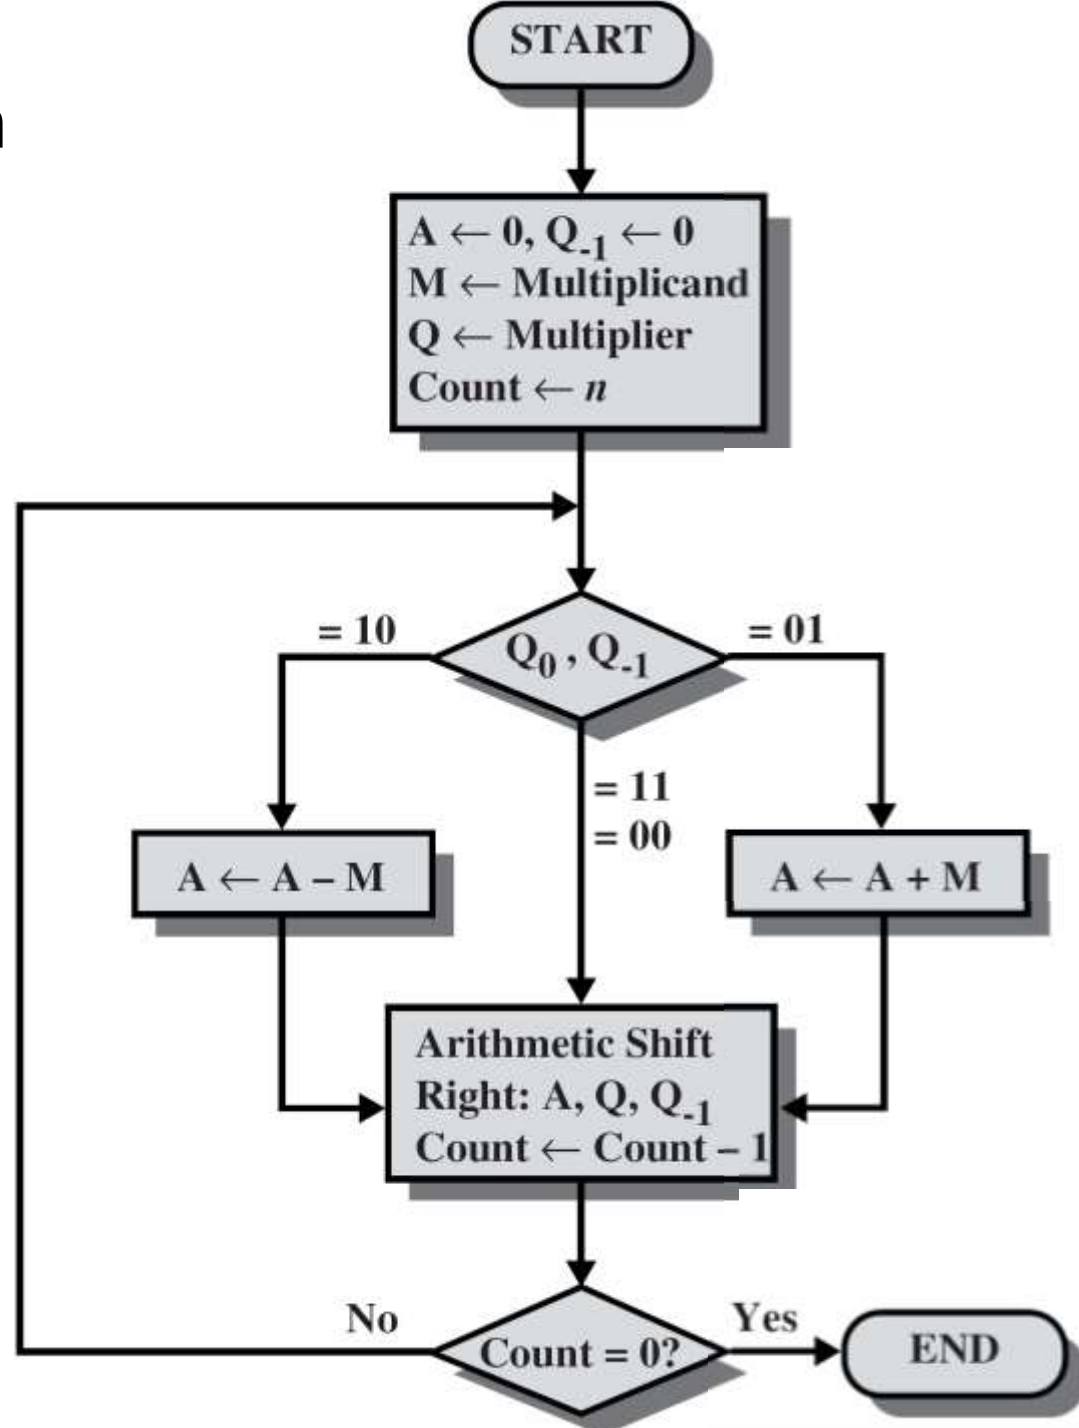 START
A ← 0, Q-1 ← 0
M ← Multiplicand
Q ← Multiplier
Count ← n
= 10
Q0 , Q-1
= 01
= 11
= 00
A ← A – M
A ← A + M
Arithmetic Shift
Right: A, Q, Q-1
Count ← Count – 1
No
Count = 0?
Yes
END